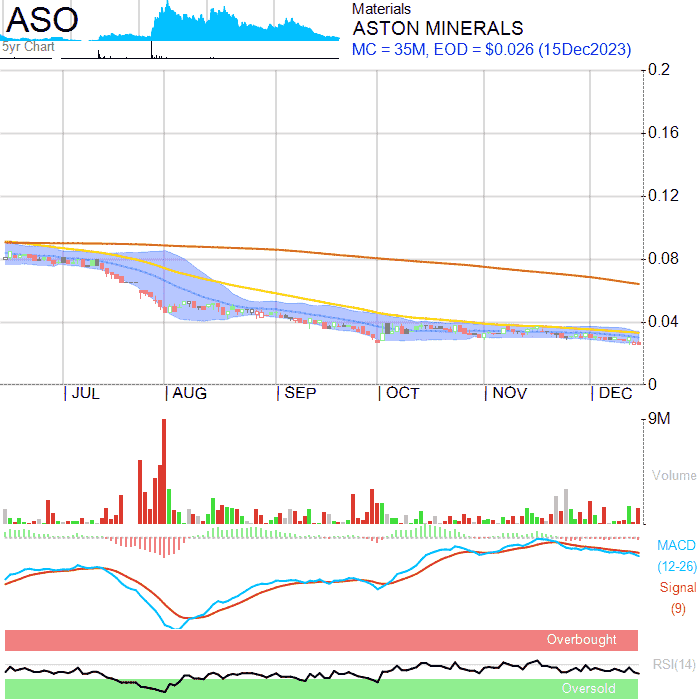 ASO
5yr Chart
Materials
ASTON MINERALS
MC = 35M, EOD = $0.026 (15Dec2023)
0.2
0.16
0.12
0.08
0.04
0
JUL AUG SEP OCT NOV DEC
9M
Volume
MACD
(12-26)
Signal
(9)
Overbought
RSI(14)
Oversold